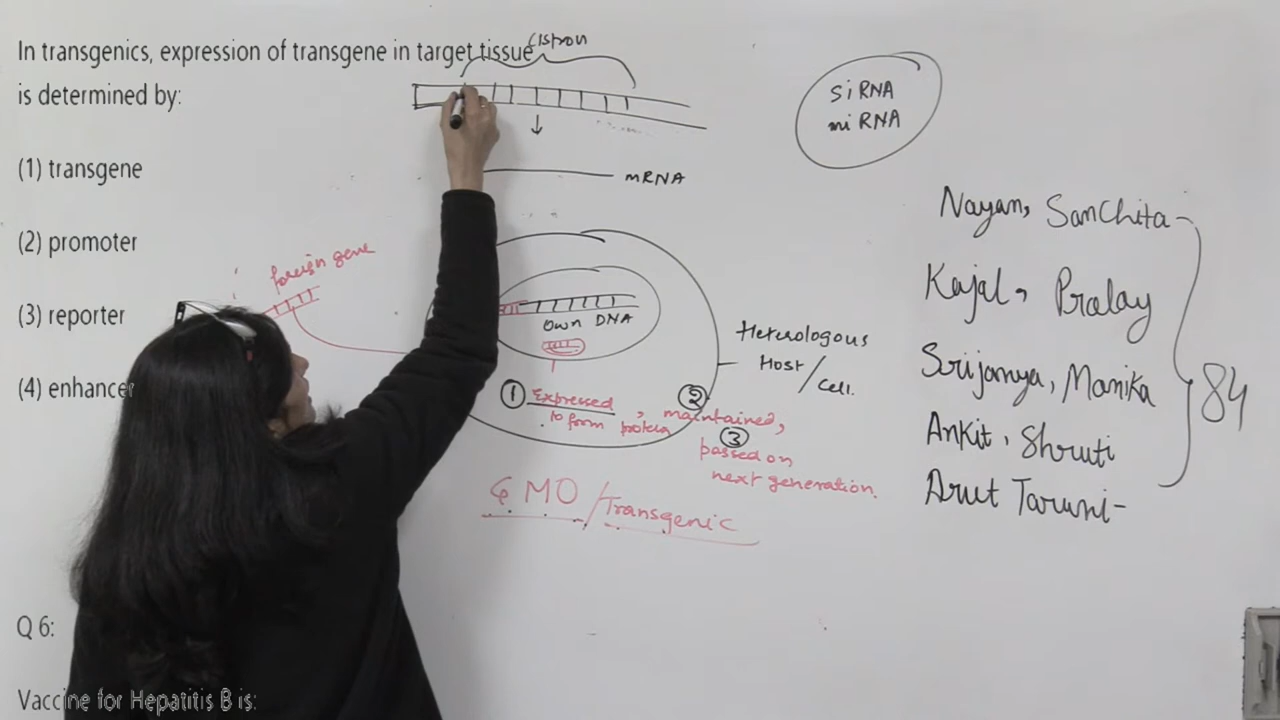 In transgenics, expression of transgene in target tissue
is determined by:
(1) transgene
(2) promoter
(3) reporter
(4) enhancer
Q 6:
Vaccine for Hepatitis B is:
Cistron
mRNA
foreign gene
own DNA
Heterologous
Host/
Cell.
① Expressed, ② maintained,
to form protein
③
passed on
next generation.
GMO/Transgenic
SiRNA
miRNA
Nayan, Sanchita-
Kajal, Pralay
Srijanya, Manika
Ankit, Shruti
Taruni-
84